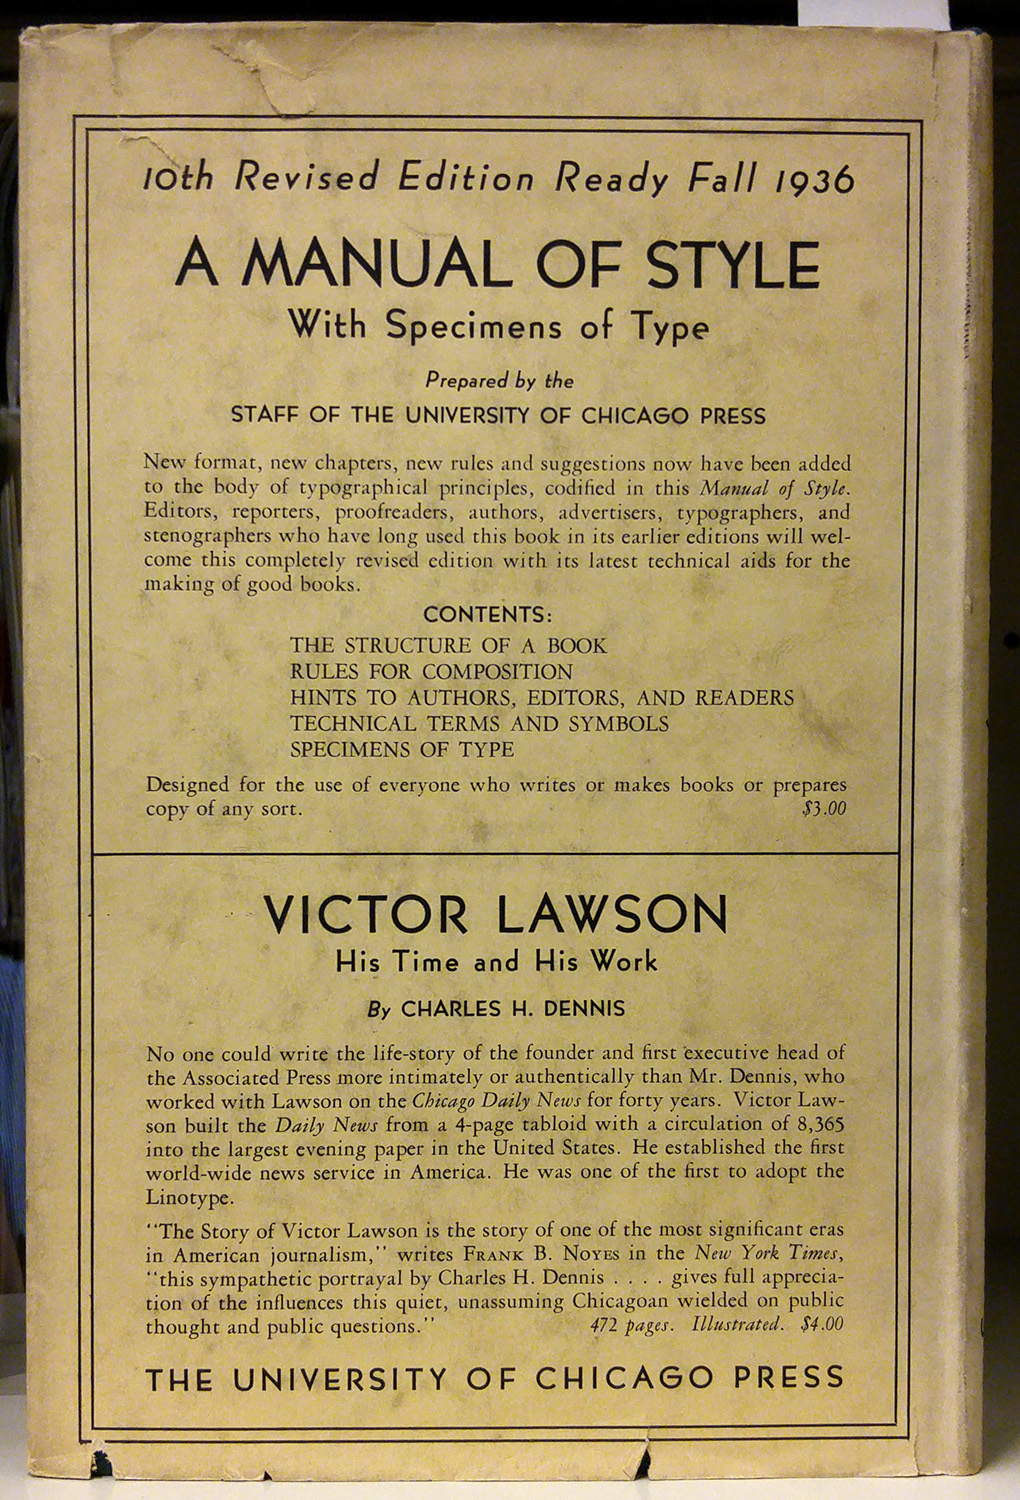 10th Revised Edition Ready Fall 1936
A MANUAL OF STYLE
With Specimens of Type
Prepared by the
STAFF OF THE UNIVERSITY OF CHICAGO PRESS
New format, new chapters, new rules and suggestions now have been added
to the body of typographical principles, codified in this Manual of Style.
Editors, reporters, proofreaders, authors, advertisers, typographers, and
stenographers who have long used this book in its earlier editions will wel-
come this completely revised edition with its latest technical aids for the
making of good books.
CONTENTS:
THE STRUCTURE OF A BOOK
RULES FOR COMPOSITION
HINTS TO AUTHORS, EDITORS, AND READERS
TECHNICAL TERMS AND SYMBOLS
SPECIMENS OF TYPE
Designed for the use of everyone who writes or makes books or prepares
copy of any sort. $3.00
VICTOR LAWSON
His Time and His Work
By CHARLES H. DENNIS
No one could write the life-story of the founder and first executive head of
the Associated Press more intimately or authentically than Mr. Dennis, who
worked with Lawson on the Chicago Daily News for forty years. Victor Law-
son built the Daily News from a 4-page tabloid with a circulation of 8,365
into the largest evening paper in the United States. He established the first
world-wide news service in America. He was one of the first to adopt the
Linotype.
"The Story of Victor Lawson is the story of one of the most significant eras
in American journalism," writes FRANK B. NOYES in the New York Times,
"this sympathetic portrayal by Charles H. Dennis . . . . gives full apprecia-
tion of the influences this quiet, unassuming Chicagoan wielded on public
thought and public questions." 472 pages. Illustrated. $4.00
THE UNIVERSITY OF CHICAGO PRESS